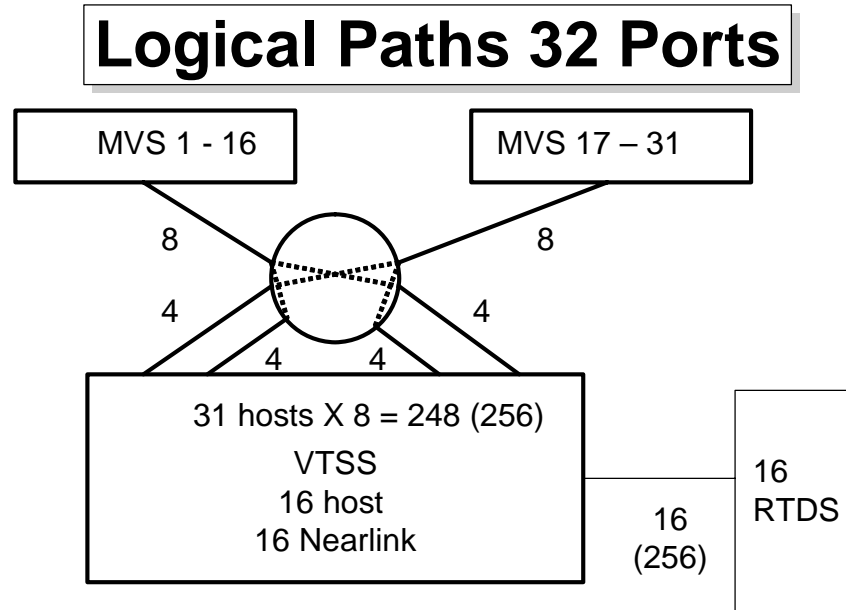 Logical Paths 32 Ports
MVS 1 - 16
MVS 17 – 31
8
8
4
4
4
4
31 hosts X 8 = 248 (256)
VTSS
16 host
16 Nearlink
16
(256)
16
RTDS